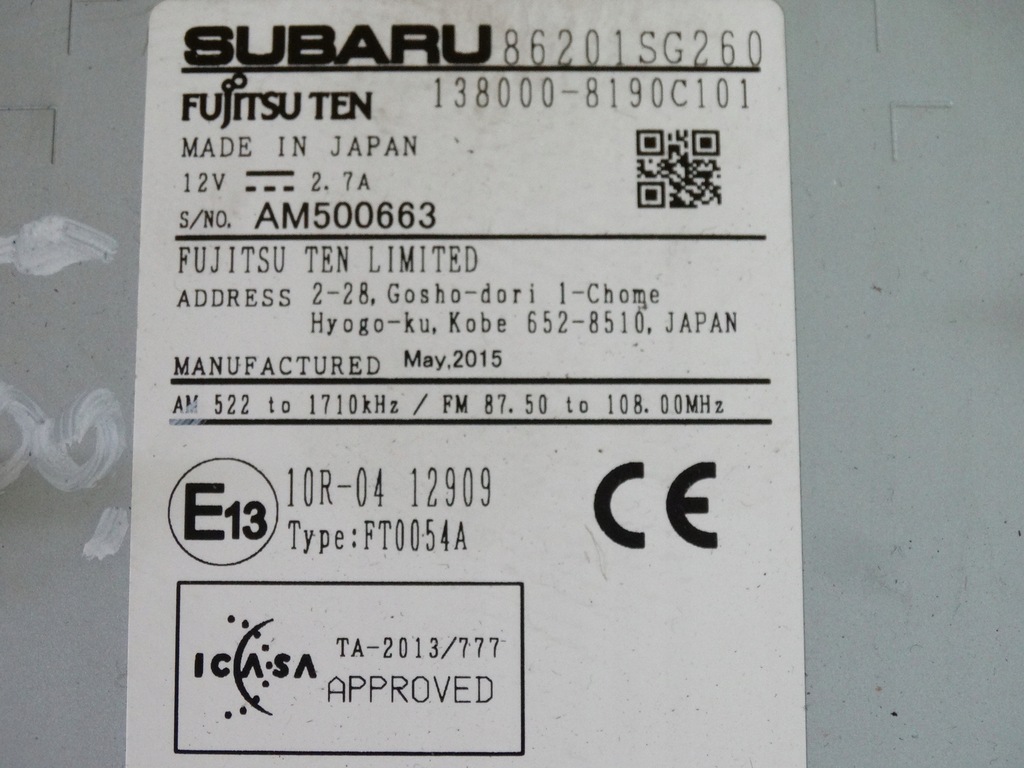 SUBARU 86201SG260
FUJITSU TEN 138000-8190C101
MADE IN JAPAN
12V 2.7A
S/NO. AM500663
FUJITSU TEN LIMITED
ADDRESS 2-28, Gosho-dori 1-Chome
Hyogo-ku, Kobe 652-8510, JAPAN
MANUFACTURED May,2015
AM 522 to 1710kHz / FM 87.50 to 108.00MHz
E13 10R-04 12909
Type:FT0054A
CE
ICASA TA-2013/777
APPROVED